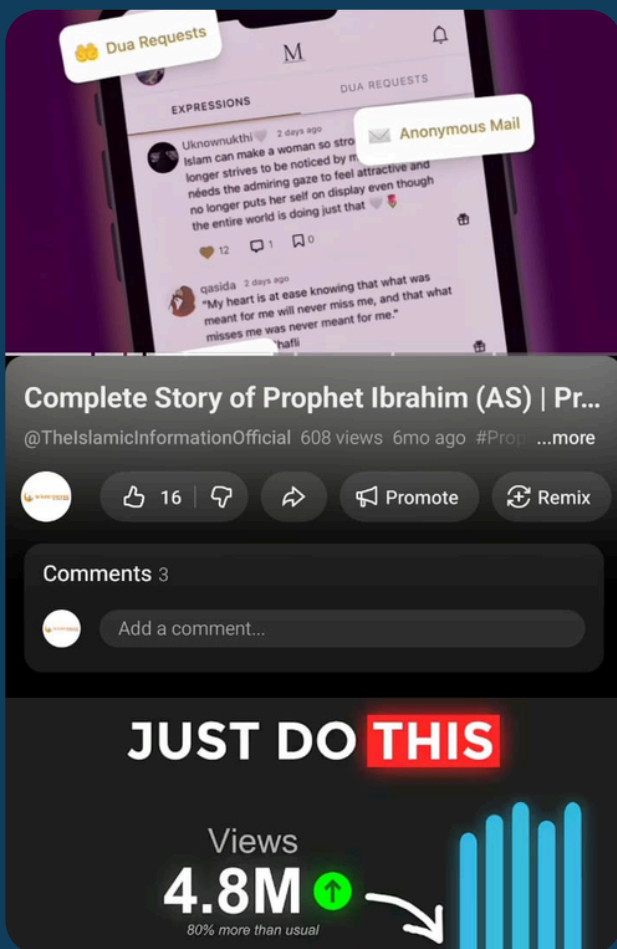 Dua Requests
M
EXPRESSIONS
DUA REQUESTS
Anonymous Mail
Uknownukthi🤍 2 days ago
Islam can make a woman so stro
longer strives to be noticed by
needs the admiring gaze to feel attractive and
no longer puts her self on display even though
the entire world is doing just that 🤍🌷
12 1 0
qasida 2 days ago
"My heart is at ease knowing that what was
meant for me will never miss me, and that what
misses me was never meant for me."
hafii
Complete Story of Prophet Ibrahim (AS) | Pr...
@TheIslamicInformationOfficial 608 views 6mo ago #Prop ...more
16 Promote Remix
Comments 3
Add a comment...
JUST DO THIS
Views
4.8M
80% more than usual